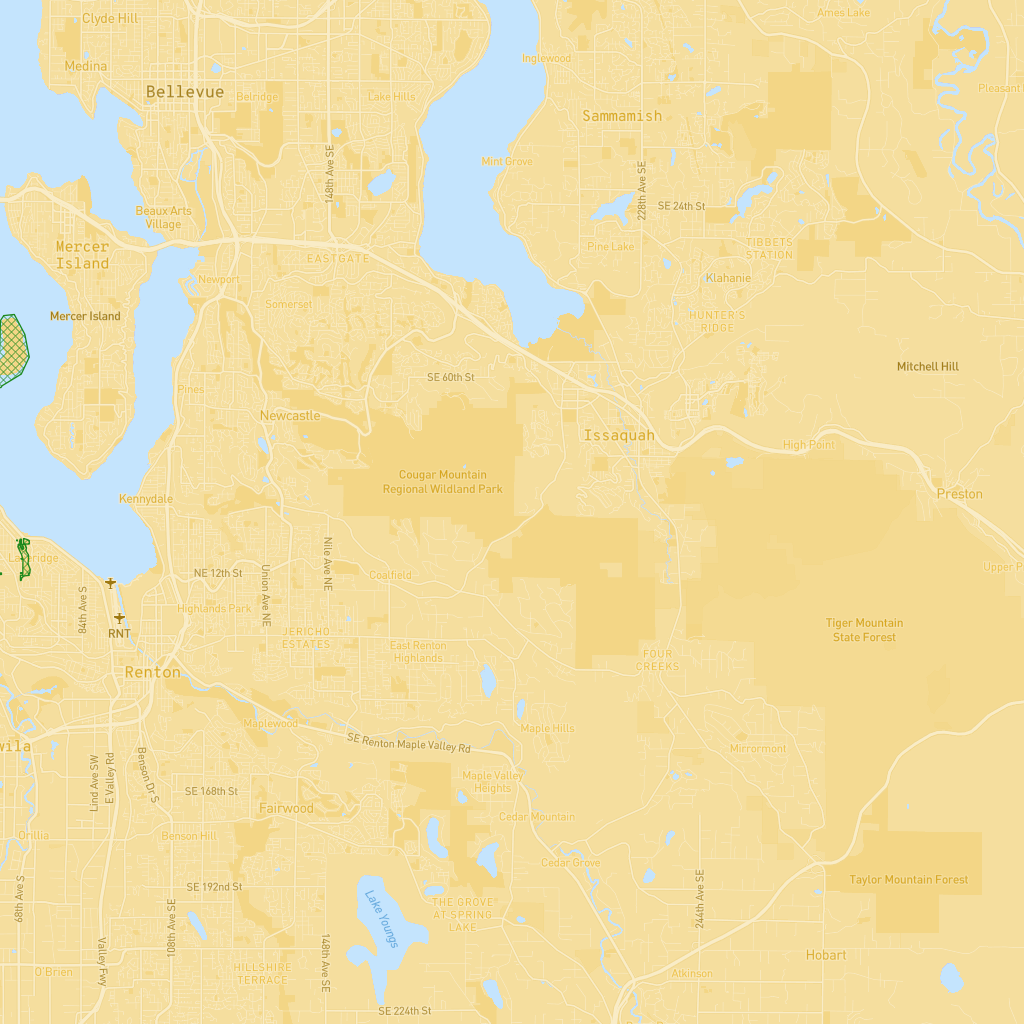 Clyde Hill
Ames Lake
Inglewood
Medina
Bellevue
Belridge
Lake Hills
Sammamish
Mint Grove
148th Ave SE
228th Ave SE
SE 24th St
Beaux Arts
Village
Mercer
Island
EASTGATE
Pine Lake
TIBBETS
STATION
Newport
Klahanie
Somerset
Mercer Island
HUNTER'S
RIDGE
Mitchell Hill
SE 60th St
Pines
Newcastle
Issaquah
High Point
Cougar Mountain
Regional Wildland Park
Kennydale
Preston
NE 12th St
Nile Ave NE
Coalfield
Union Ave NE
84th Ave S
Highlands Park
RNT
JERICHO
ESTATES
East Renton
Highlands
Tiger Mountain
State Forest
FOUR
CREEKS
Renton
Maplewood
Maple Hills
SE Renton Maple Valley Rd
Mirrormont
Lind Ave SW
E Valley Rd
Benson Dr S
SE 168th St
Maple Valley
Heights
Fairwood
Cedar Mountain
Orillia
Benson Hill
Cedar Grove
SE 192nd St
Taylor Mountain Forest
68th Ave S
108th Ave SE
Lake Youngs
THE GROVE
AT SPRING
LAKE
244th Ave SE
148th Ave SE
Valley Fwy
Hobart
O'Brien
HILLSHIRE
TERRACE
Atkinson
SE 224th St